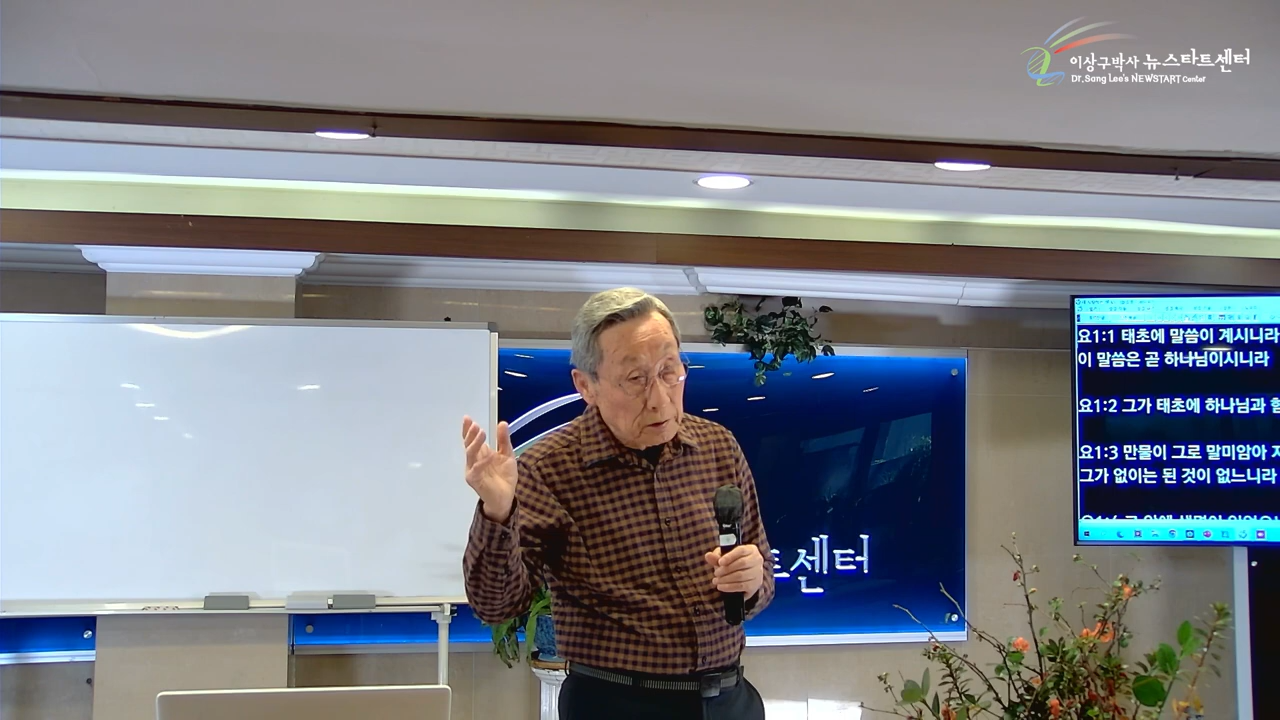 이상구박사 뉴스타트센터
Dr. Sang Lee's NEWSTART Center
요1:1 태초에 말씀이 계시니라
이 말씀은 곧 하나님이시니라
요1:2 그가 태초에 하나님과 함
요1:3 만물이 그로 말미암아 지
그가 없이는 된 것이 없느니라
트센터